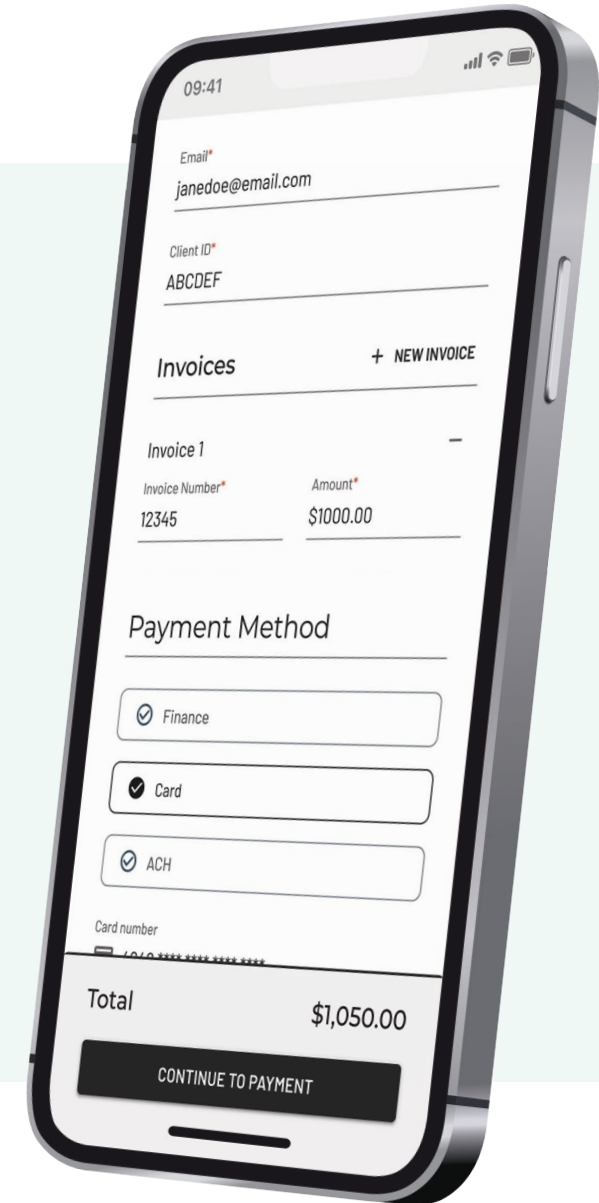 09:41
Email*
janedoe@email.com
Client ID*
ABCDEF
Invoices + NEW INVOICE
Invoice 1 −
Invoice Number* Amount*
12345 $1000.00
Payment Method
Finance
Card
ACH
Card number
Total $1,050.00
CONTINUE TO PAYMENT